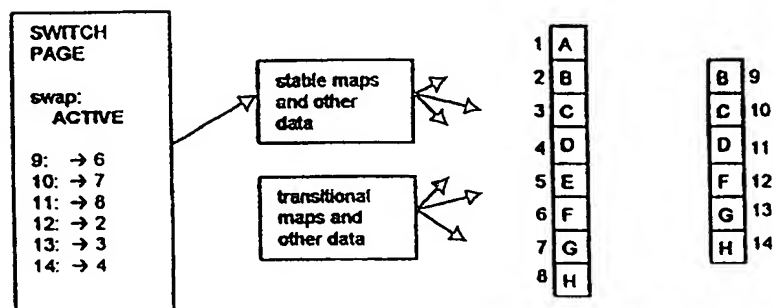 SWITCH
PAGE
swap:
ACTIVE
9: → 6
10: → 7
11: → 8
12: → 2
13: → 3
14: → 4
stable maps
and other
data
transitional
maps and
other data
1 A
2 B
3 C
4 D
5 E
6 F
7 G
8 H
B 9
C 10
D 11
F 12
G 13
H 14